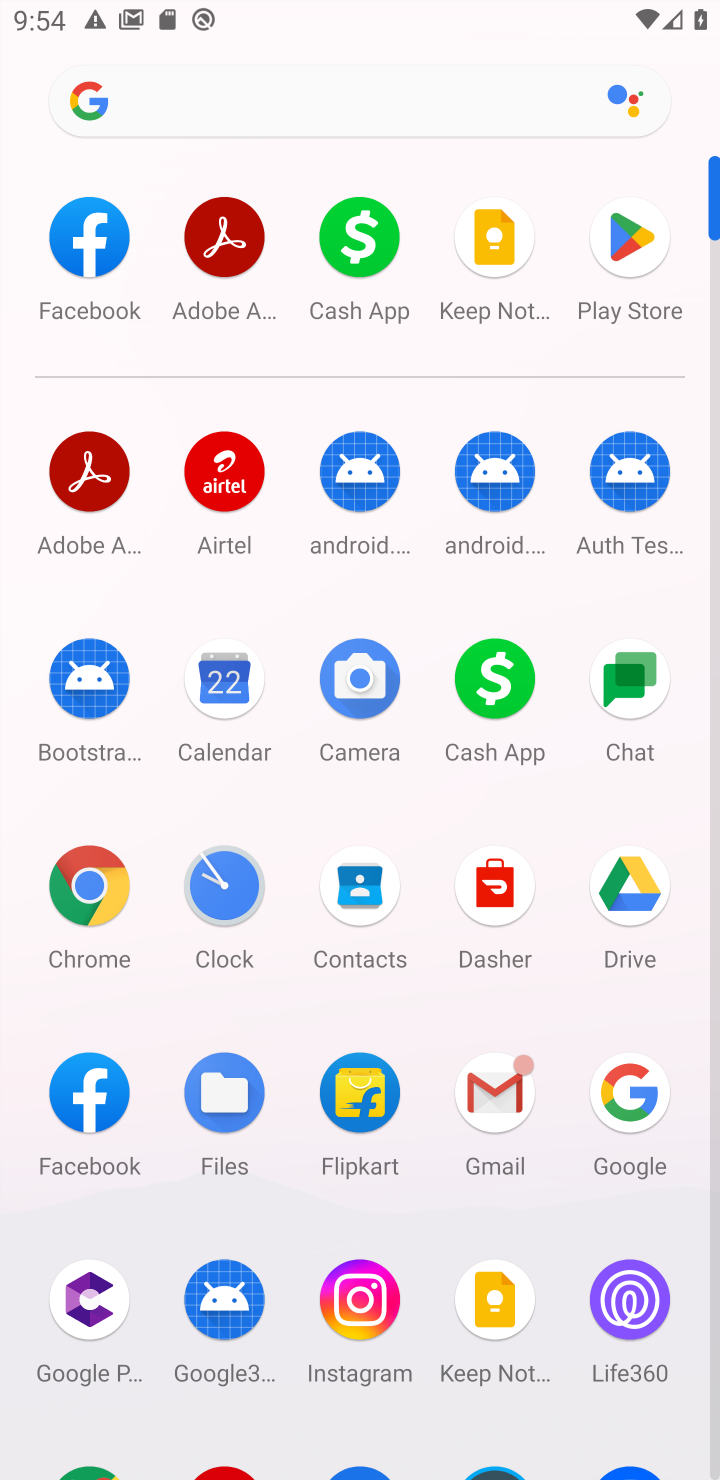 9:54
Facebook Adobe A... Cash App Keep Not... Play Store
airtel
Adobe A... Airtel android.... android.... Auth Tes...
22
Bootstra... Calendar Camera Cash App Chat
Chrome Clock Contacts Dasher Drive
Facebook Files Flipkart Gmail Google
Google P... Google3... Instagram Keep Not... Life360